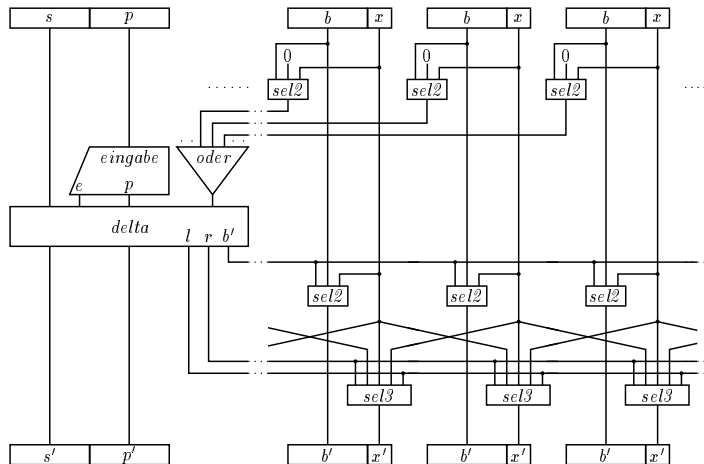 s p b x b x b x
0 0 0
sel2 sel2 sel2
eingabe oder
e p
delta
l r b′
sel2 sel2 sel2
sel3 sel3 sel3
s′ p′ b′ x′ b′ x′ b′ x′